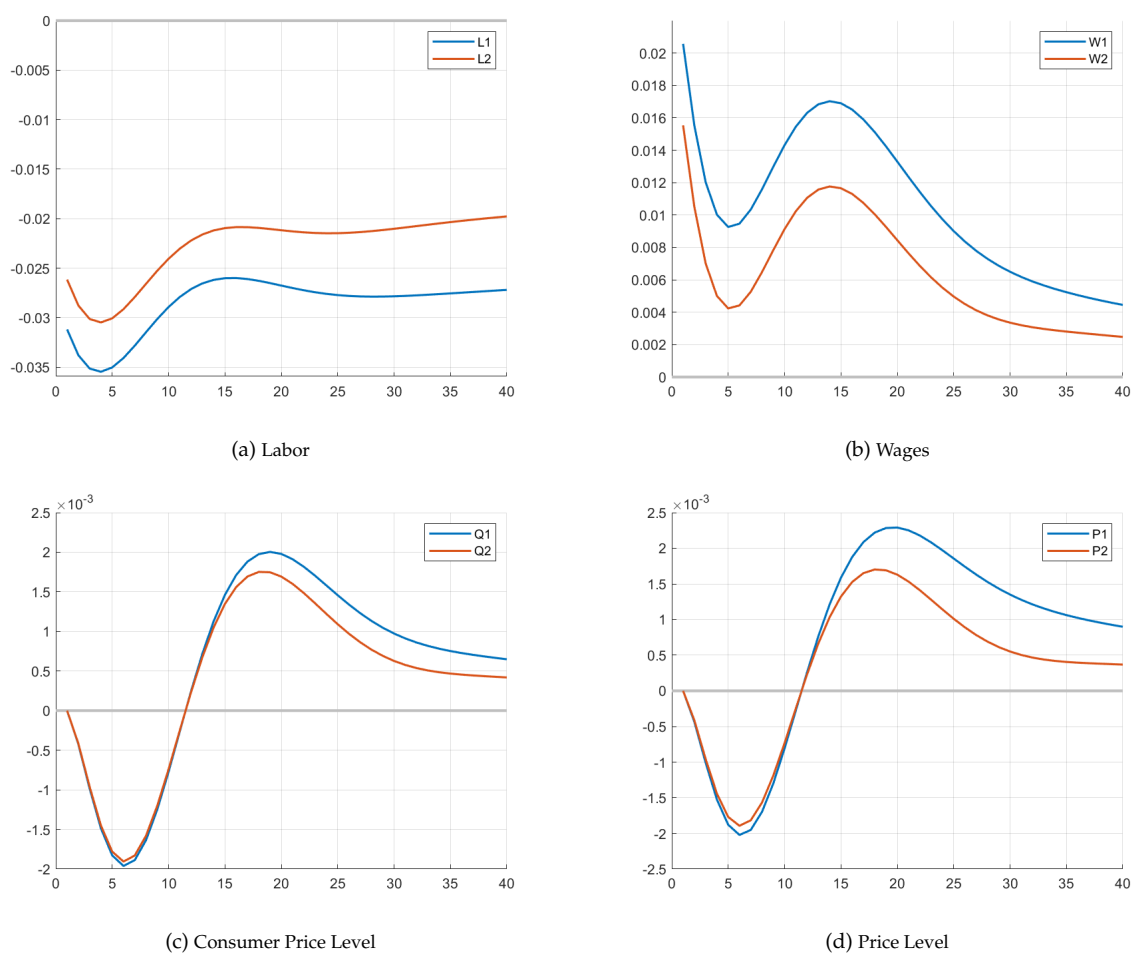 0
-0.005
-0.01
-0.015
-0.02
-0.025
-0.03
-0.035
0 5 10 15 20 25 30 35 40
L1
L2
(a) Labor
0.02
0.018
0.016
0.014
0.012
0.01
0.008
0.006
0.004
0.002
0
0 5 10 15 20 25 30 35 40
W1
W2
(b) Wages
×10-3
2.5
2
1.5
1
0.5
0
-0.5
-1
-1.5
-2
0 5 10 15 20 25 30 35 40
Q1
Q2
(c) Consumer Price Level
×10-3
2.5
2
1.5
1
0.5
0
-0.5
-1
-1.5
-2
-2.5
0 5 10 15 20 25 30 35 40
P1
P2
(d) Price Level